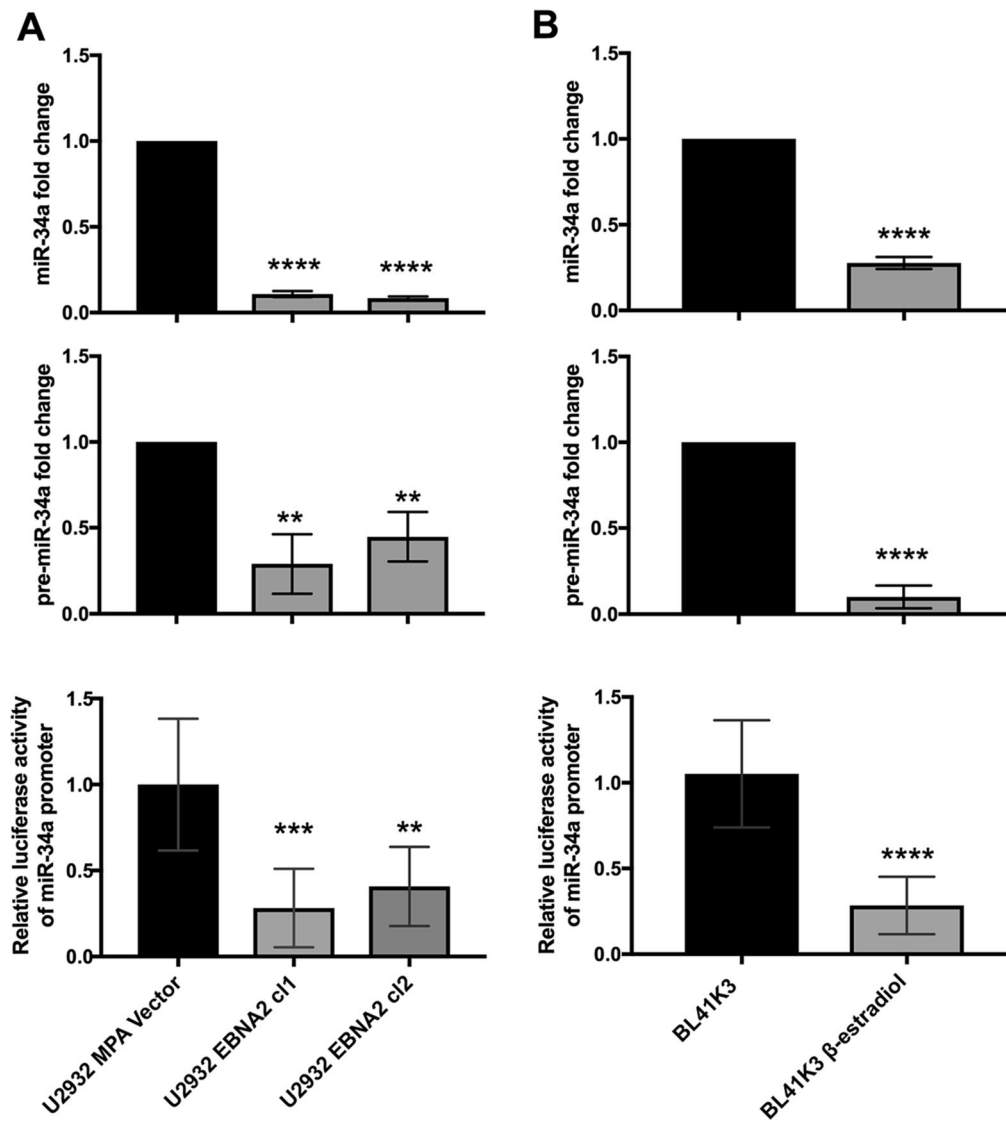 A
miR-34a fold change
1.5
1.0
0.5
0.0
****
****
pre-miR-34a fold change
1.5
1.0
0.5
0.0
**
**
Relative luciferase activity
of miR-34a promoter
1.5
1.0
0.5
0.0
***
**
U2932 MPA Vector
U2932 EBNA2 cl1
U2932 EBNA2 cl2
B
miR-34a fold change
1.5
1.0
0.5
0.0
****
pre-miR-34a fold change
1.5
1.0
0.5
0.0
****
Relative luciferase activity
of miR-34a promoter
1.5
1.0
0.5
0.0
****
BL41K3
BL41K3 β-estradiol